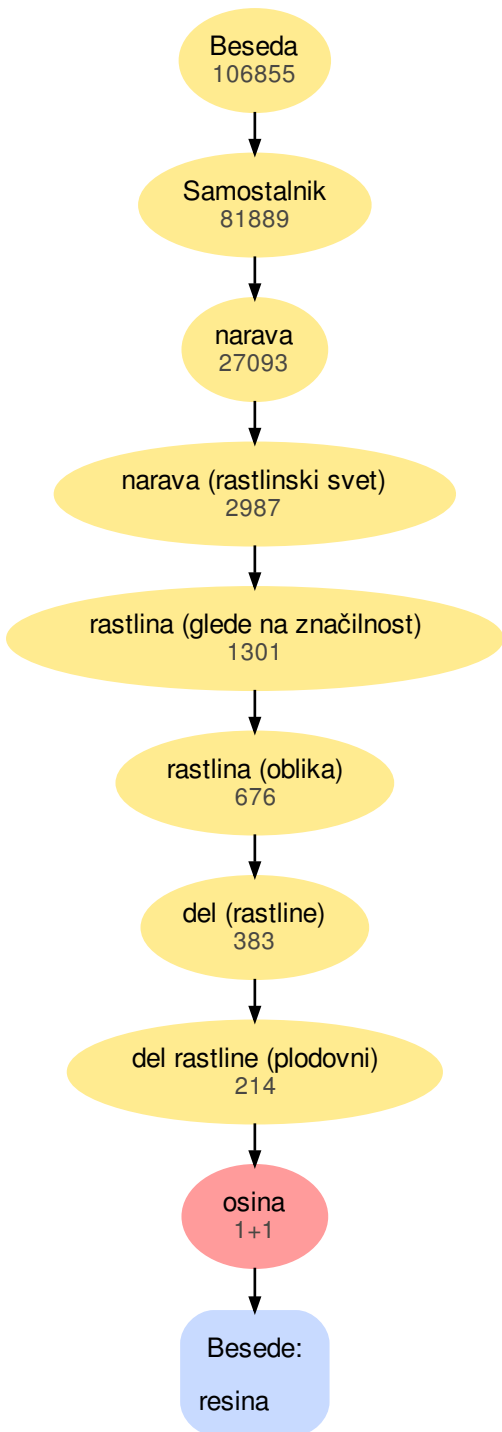 Beseda
106855
Samostalnik
81889
narava
27093
narava (rastlinski svet)
2987
rastlina (glede na značilnost)
1301
rastlina (oblika)
676
del (rastline)
383
del rastline (plodovni)
214
osina
1+1
Besede:
resina